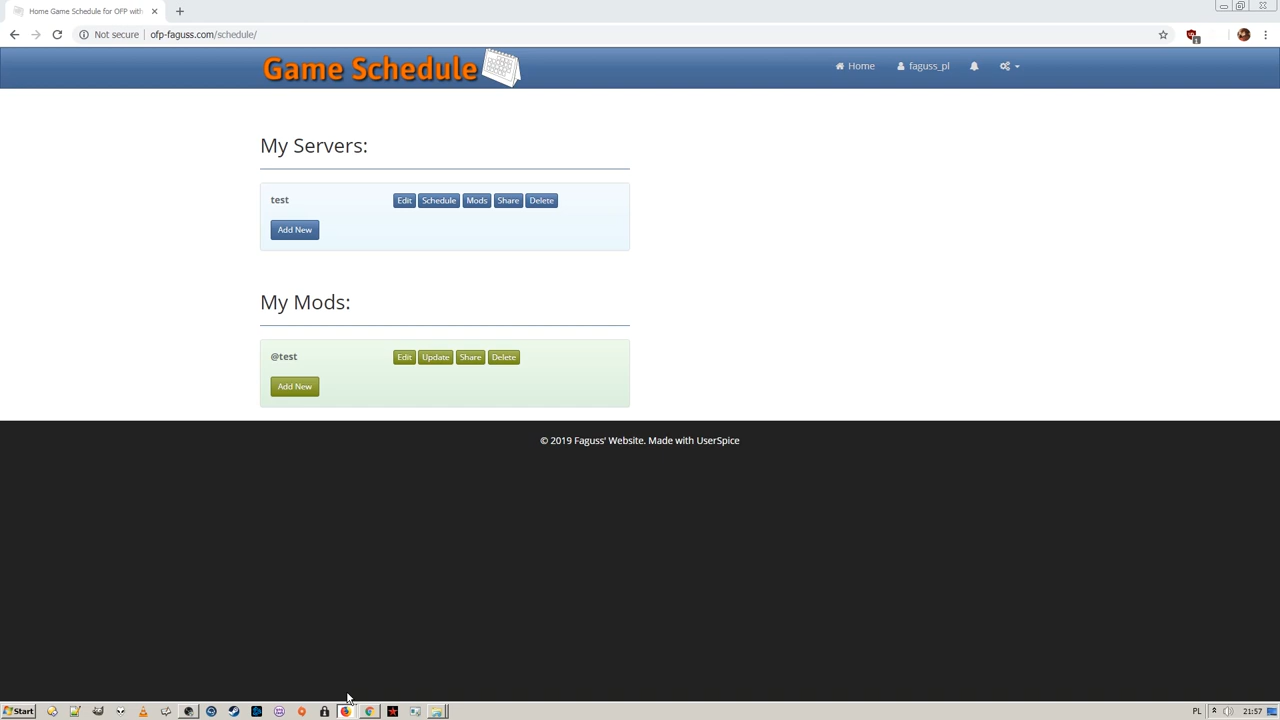 Home Game Schedule for OFP with
Not secure
ofp-faguss.com/schedule/
1
Game Schedule
Home
faguss_pl
My Servers:
test
Edit
Schedule
Mods
Share
Delete
Add New
My Mods:
@test
Edit
Update
Share
Delete
Add New
© 2019 Faguss' Website. Made with UserSpice
Start
PL
21:57